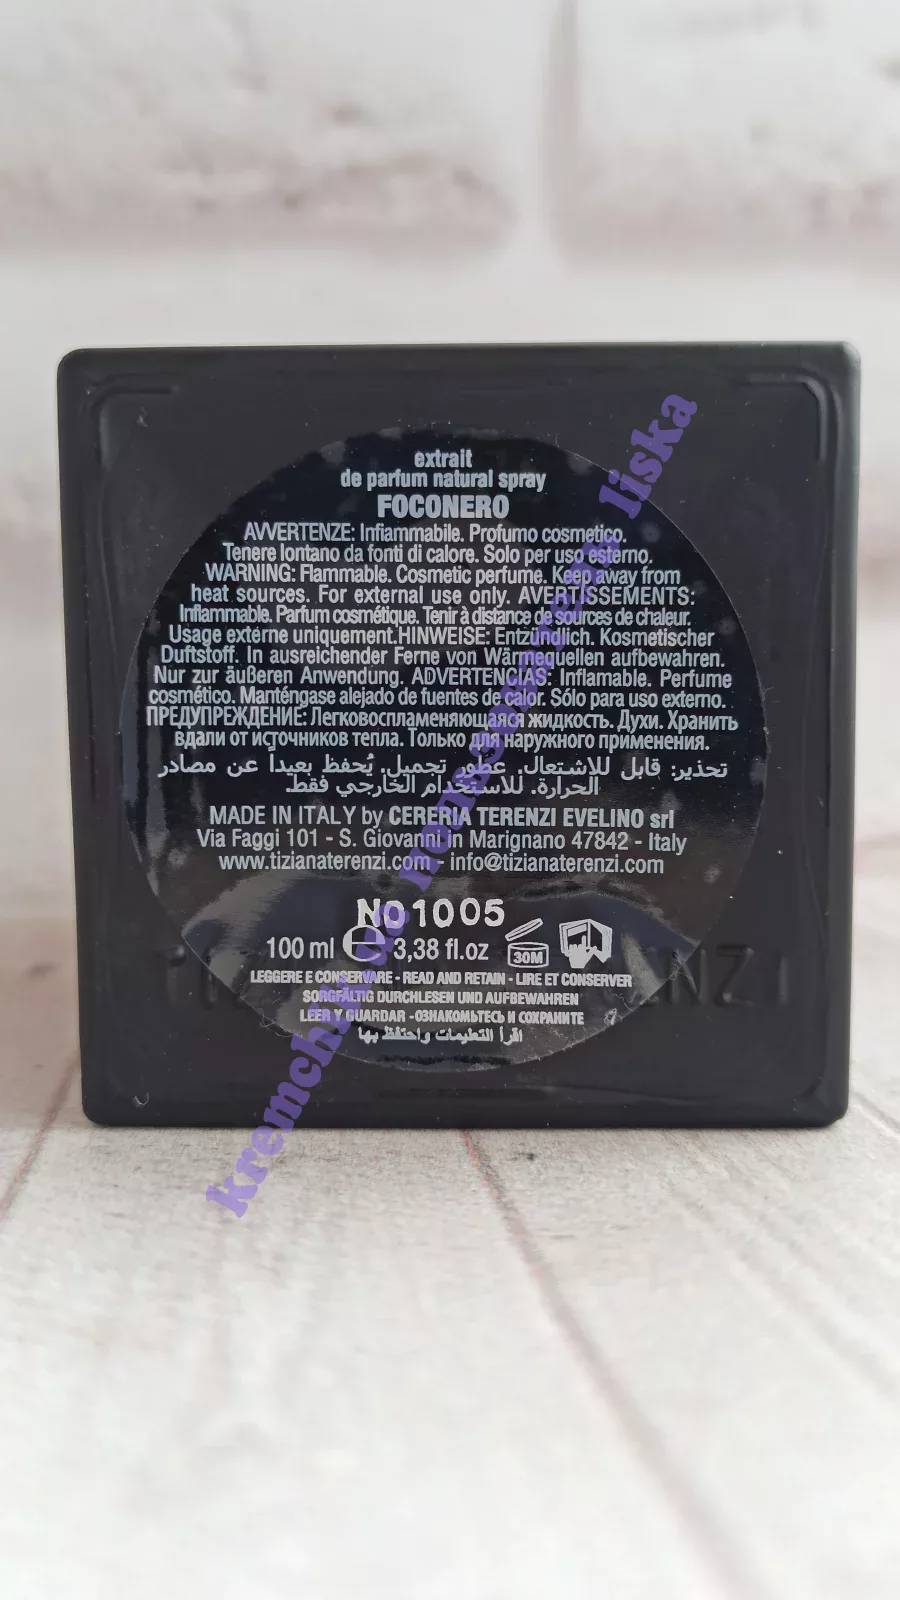 extrait
de parfum natural spray
FOCONERO
AVVERTENZE: Infiammabile. Profumo cosmetico.
Tenere lontano da fonti di calore. Solo per uso esterno.
WARNING: Flammable. Cosmetic perfume. Keep away from
heat sources. For external use only. AVERTISSEMENTS:
Inflammable. Parfum cosmétique. Tenir à distance de sources de chaleur.
Usage externe uniquement.HINWEISE: Entzündlich. Kosmetischer
Duftstoff. In ausreichender Ferne von Wärmequellen aufbewahren.
Nur zur äußeren Anwendung. ADVERTENCIAS: Inflamable. Perfume
cosmético. Manténgase alejado de fuentes de calor. Sólo para uso externo.
ПРЕДУПРЕЖДЕНИЕ: Легковоспламеняющаяся жидкость. Духи. Хранить
вдали от источников тепла. Только для наружного применения.
تحذير: قابل للاشتعال. عطور تجميل. يُحفظ بعيداً عن مصادر
الحرارة. للاستخدام الخارجي فقط.
MADE IN ITALY by CERERIA TERENZI EVELINO srl
Via Faggi 101 - S. Giovanni in Marignano 47842 - Italy
www.tizianaterenzi.com - info@tizianaterenzi.com
N01005
100 ml 3,38 fl.oz 30M
LEGGERE E CONSERVARE - READ AND RETAIN - LIRE ET CONSERVER
SORGFÄLTIG DURCHLESEN UND AUFBEWAHREN
LEER Y GUARDAR -ОЗНАКОМЬТЕСЬ И СОХРАНИТЕ
اقرأ التعليمات واحتفظ بها
liska